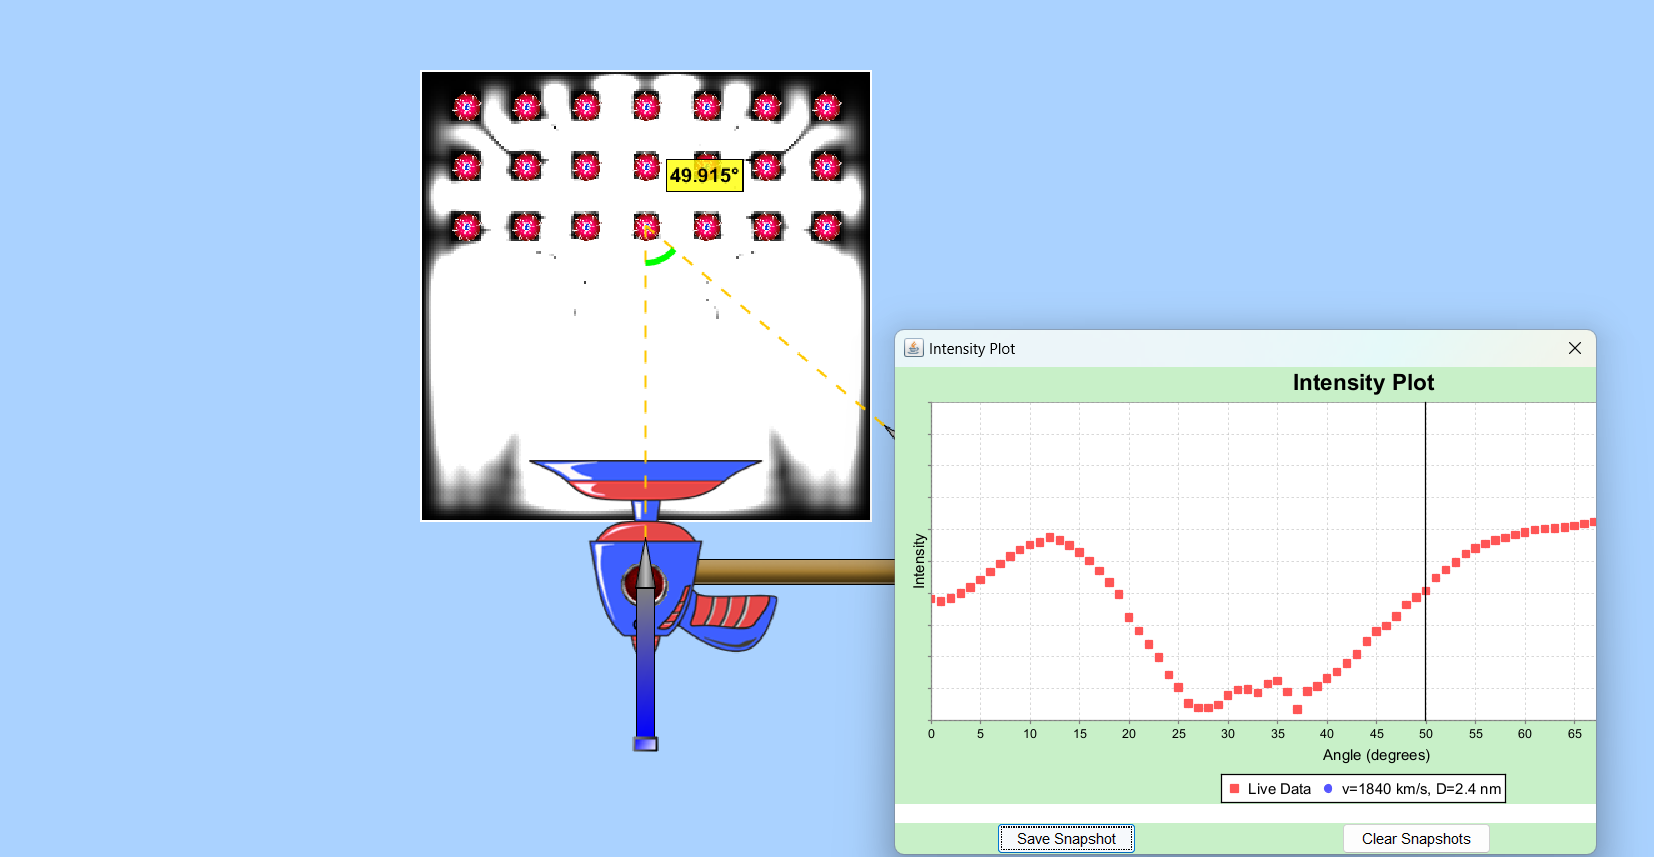 49.915°
Intensity Plot
Intensity Plot
Intensity
0 5 10 15 20 25 30 35 40 45 50 55 60 65
Angle (degrees)
Live Data v=1840 km/s, D=2.4 nm
Save Snapshot Clear Snapshots